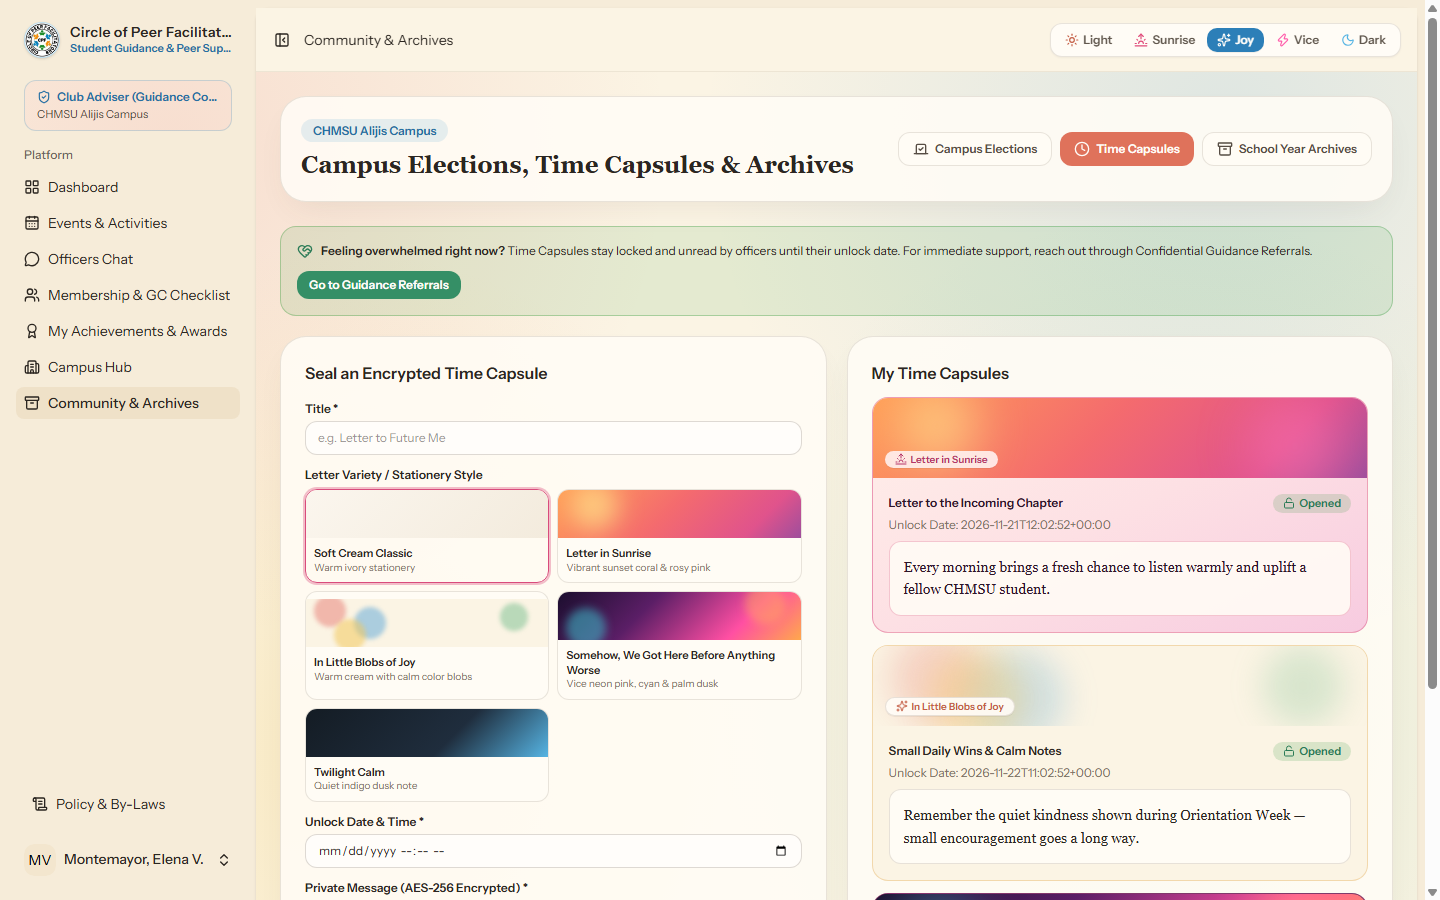 Circle of Peer Facilitat...
Student Guidance & Peer Sup...
Club Adviser (Guidance Co...
CHMSU Alijis Campus
Platform
Dashboard
Events & Activities
Officers Chat
Membership & GC Checklist
My Achievements & Awards
Campus Hub
Community & Archives
Policy & By-Laws
MV
Montemayor, Elena V.
Community & Archives
Light
Sunrise
Joy
Vice
Dark
CHMSU Alijis Campus
Campus Elections, Time Capsules & Archives
Campus Elections
Time Capsules
School Year Archives
Feeling overwhelmed right now? Time Capsules stay locked and unread by officers until their unlock date. For immediate support, reach out through Confidential Guidance Referrals.
Go to Guidance Referrals
Seal an Encrypted Time Capsule
Title *
e.g. Letter to Future Me
Letter Variety / Stationery Style
Soft Cream Classic
Warm ivory stationery
Letter in Sunrise
Vibrant sunset coral & rosy pink
In Little Blobs of Joy
Warm cream with calm color blobs
Somehow, We Got Here Before Anything
Worse
Vice neon pink, cyan & palm dusk
Twilight Calm
Quiet indigo dusk note
Unlock Date & Time *
mm/dd/yyyy --:-- --
Private Message (AES-256 Encrypted) *
My Time Capsules
Letter in Sunrise
Letter to the Incoming Chapter
Opened
Unlock Date: 2026-11-21T12:02:52+00:00
Every morning brings a fresh chance to listen warmly and uplift a
fellow CHMSU student.
In Little Blobs of Joy
Small Daily Wins & Calm Notes
Opened
Unlock Date: 2026-11-22T11:02:52+00:00
Remember the quiet kindness shown during Orientation Week —
small encouragement goes a long way.